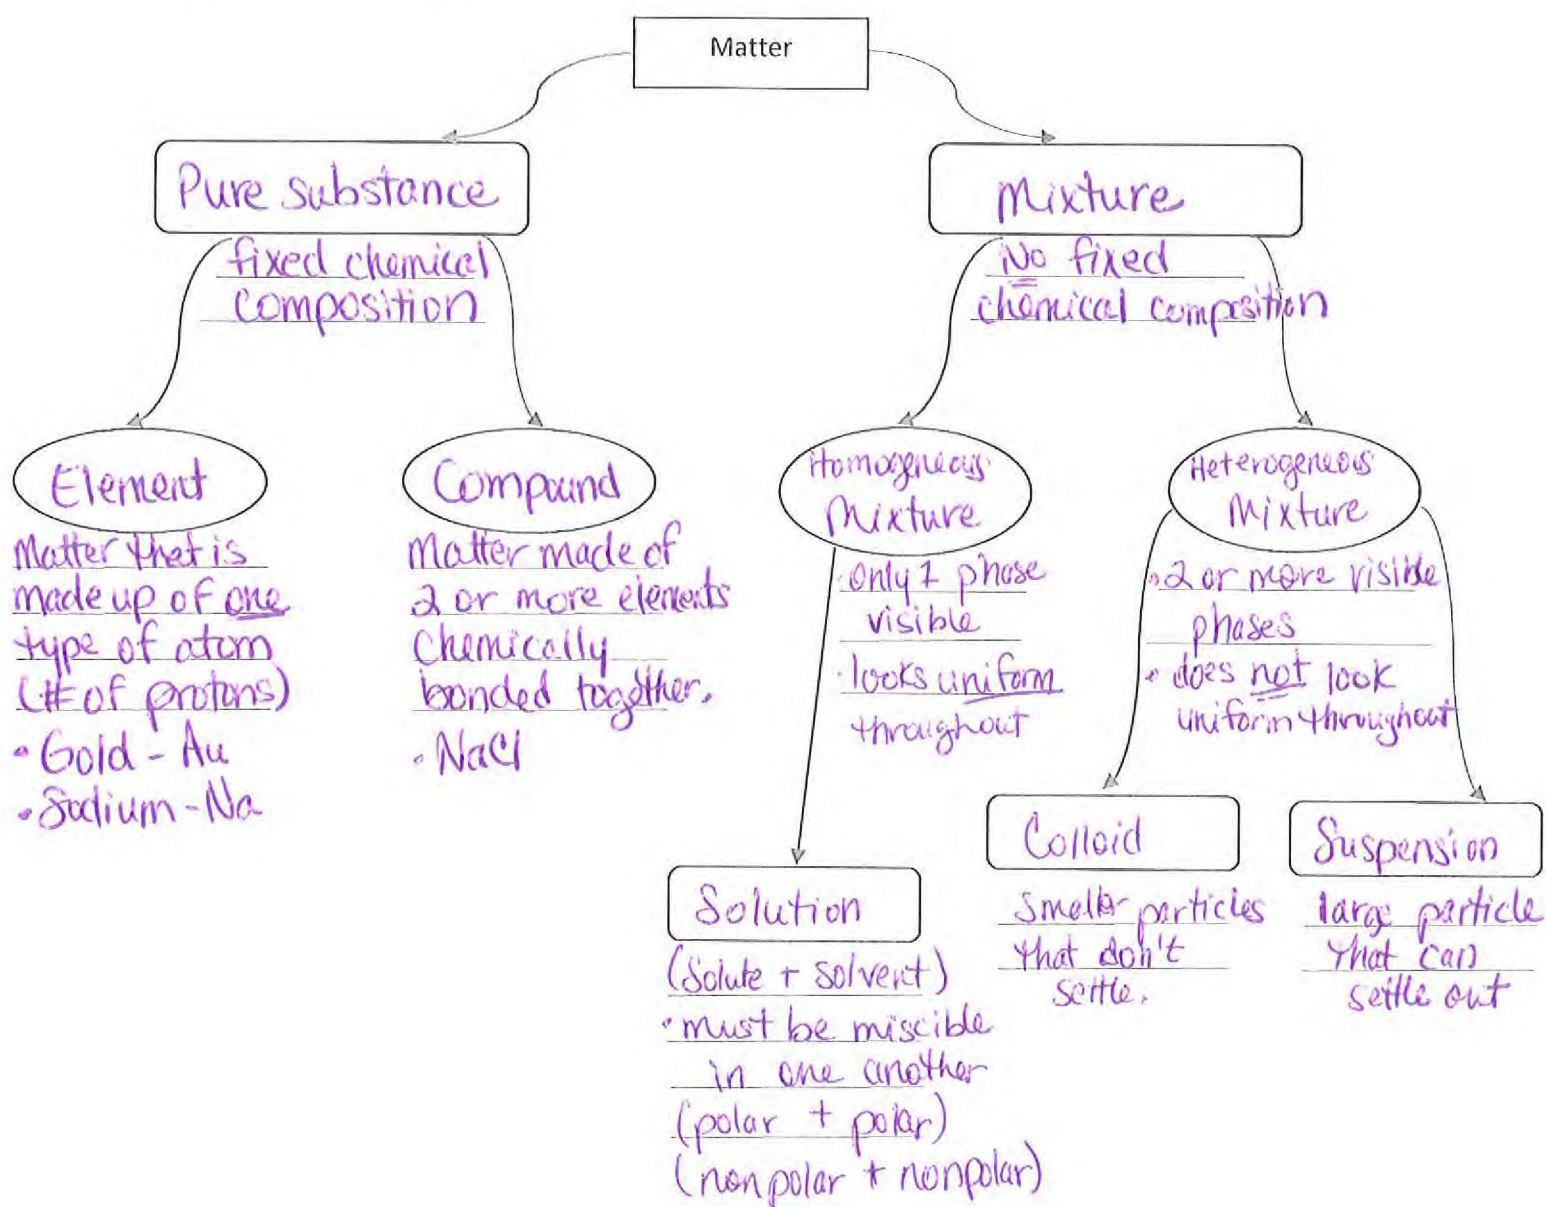 Matter
Pure substance
fixed chemical
composition
Mixture
No fixed
chemical composition
Element
Matter that is
made up of one
type of atom
(# of protons)
• Gold - Au
• Sodium - Na
Compound
Matter made of
2 or more elements
chemically
bonded together.
• NaCl
Homogeneous
Mixture
• only 1 phase
visible
• looks uniform
throughout
Solution
(solute + solvent)
• must be miscible
in one another
(polar + polar)
(nonpolar + nonpolar)
Heterogeneous
Mixture
• 2 or more visible
phases
• does not look
uniform throughout
Colloid
smaller particles
that don't
settle.
Suspension
large particle
that can
settle out